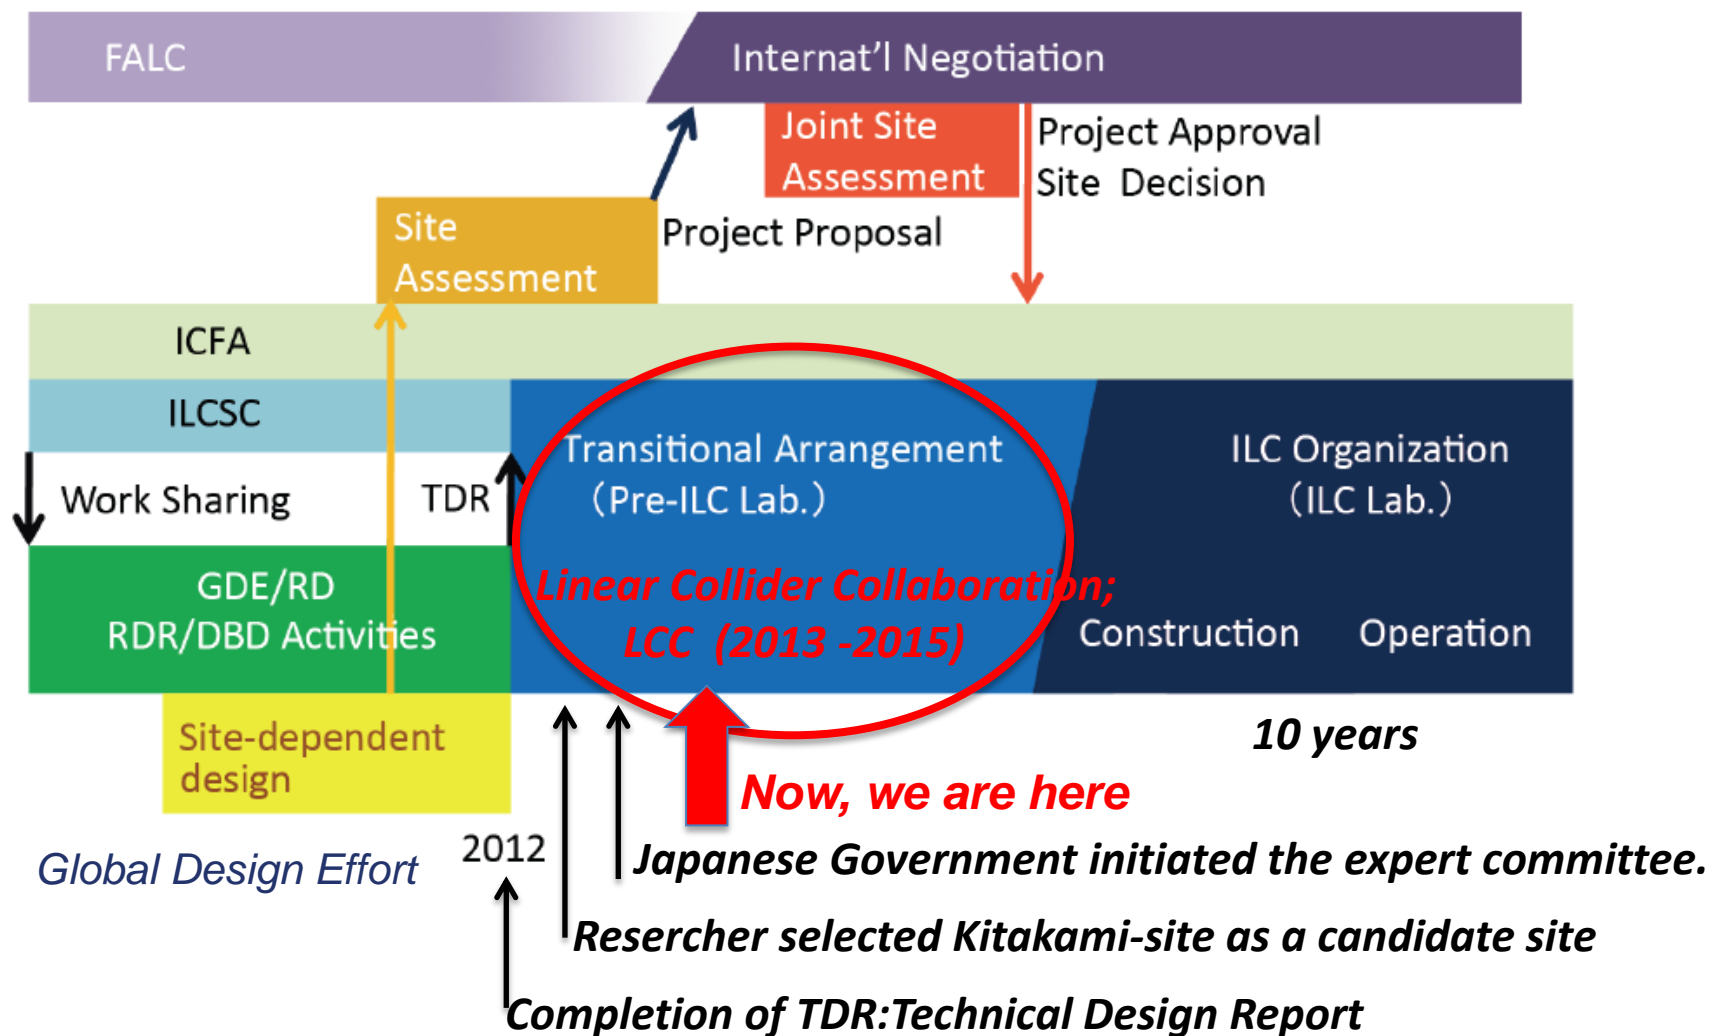 FALC
Internat'l Negotiation
Joint Site
Assessment
Project Approval
Site Decision
Site
Assessment
Project Proposal
ICFA
ILCSC
Work Sharing
TDR
Transitional Arrangement
(Pre-ILC Lab.)
ILC Organization
(ILC Lab.)
GDE/RD
RDR/DBD Activities
Linear Collider Collaboration;
LCC (2013 -2015)
Construction
Operation
Site-dependent
design
10 years
Now, we are here
Global Design Effort
2012
Japanese Government initiated the expert committee.
Resercher selected Kitakami-site as a candidate site
Completion of TDR:Technical Design Report